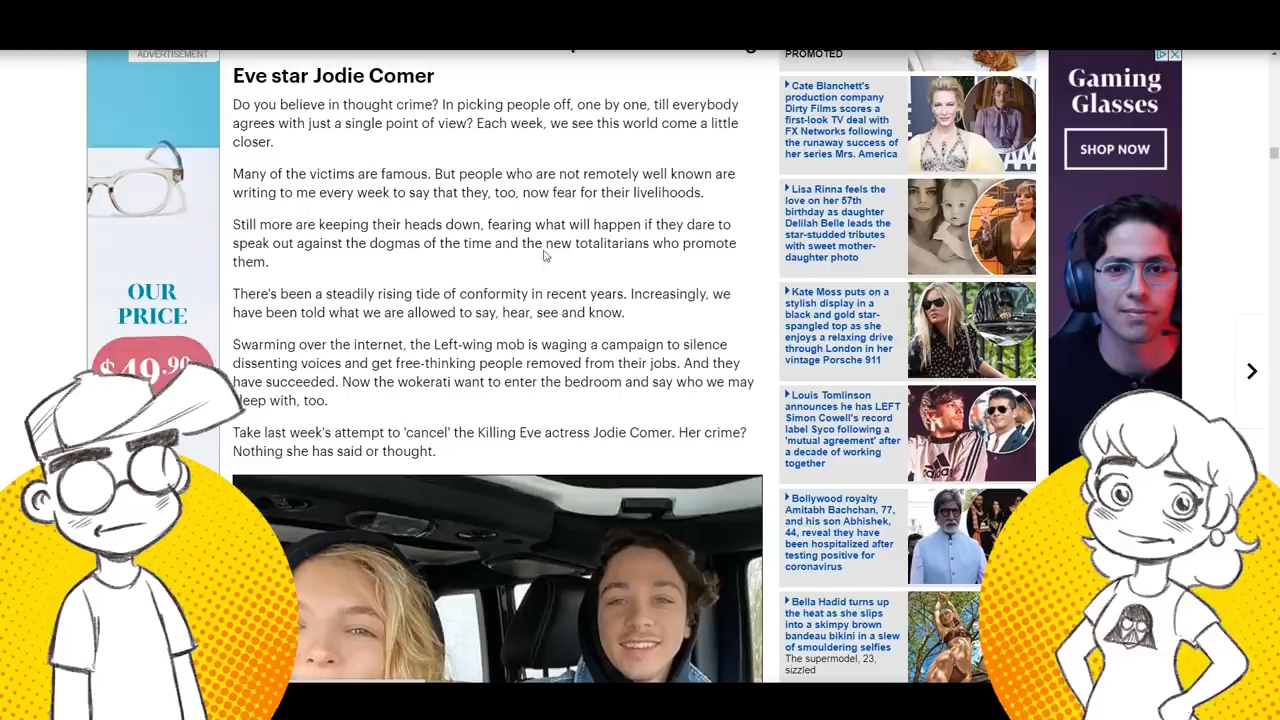 ADVERTISEMENT
OUR
PRICE
$49.90
Eve star Jodie Comer
Do you believe in thought crime? In picking people off, one by one, till everybody
agrees with just a single point of view? Each week, we see this world come a little
closer.
Many of the victims are famous. But people who are not remotely well known are
writing to me every week to say that they, too, now fear for their livelihoods.
Still more are keeping their heads down, fearing what will happen if they dare to
speak out against the dogmas of the time and the new totalitarians who promote
them.
There's been a steadily rising tide of conformity in recent years. Increasingly, we
have been told what we are allowed to say, hear, see and know.
Swarming over the internet, the Left-wing mob is waging a campaign to silence
dissenting voices and get free-thinking people removed from their jobs. And they
have succeeded. Now the wokerati want to enter the bedroom and say who we may
leep with, too.
Take last week's attempt to 'cancel' the Killing Eve actress Jodie Comer. Her crime?
Nothing she has said or thought.
PROMOTED
Cate Blanchett's
production company
Dirty Films scores a
first-look TV deal with
FX Networks following
the runaway success of
her series Mrs. America
Lisa Rinna feels the
love on her 57th
birthday as daughter
Delilah Belle leads the
star-studded tributes
with sweet mother-
daughter photo
Kate Moss puts on a
stylish display in a
black and gold star-
spangled top as she
enjoys a relaxing drive
through London in her
vintage Porsche 911
Louis Tomlinson
announces he has LEFT
Simon Cowell's record
label Syco following a
'mutual agreement' after
a decade of working
together
Bollywood royalty
Amitabh Bachchan, 77,
and his son Abhishek,
44, reveal they have
been hospitalized after
testing positive for
coronavirus
Bella Hadid turns up
the heat as she slips
into a skimpy brown
bandeau bikini in a slew
of smouldering selfies
The supermodel, 23,
sizzled
Gaming
Glasses
SHOP NOW